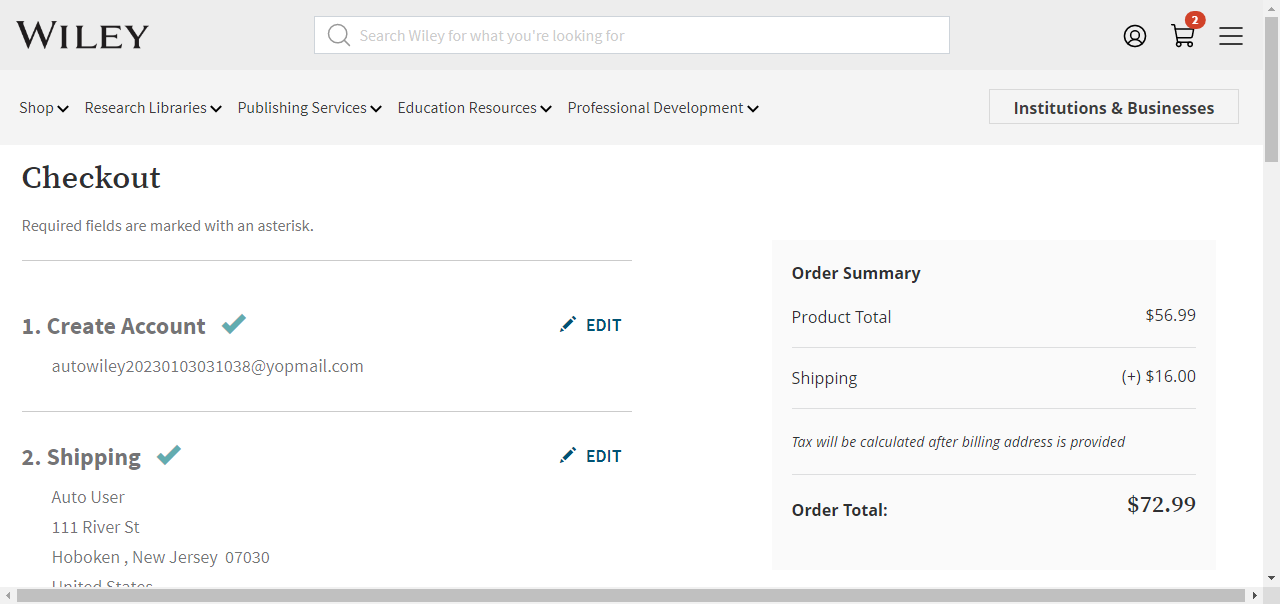 WILEY
Search Wiley for what you're looking for
2
Shop Research Libraries Publishing Services Education Resources Professional Development
Institutions & Businesses
Checkout
Required fields are marked with an asterisk.
1. Create Account
EDIT
autowiley20230103031038@yopmail.com
2. Shipping
EDIT
Auto User
111 River St
Hoboken , New Jersey 07030
United States
Order Summary
Product Total $56.99
Shipping (+) $16.00
Tax will be calculated after billing address is provided
Order Total: $72.99